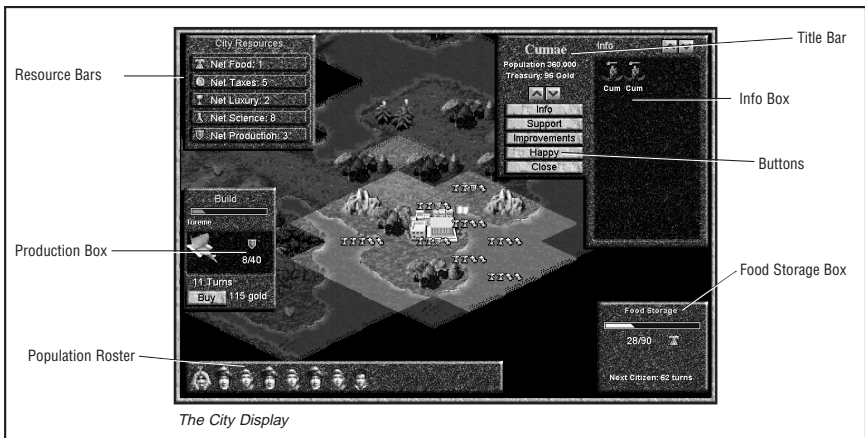 Resource Bars
Production Box
Population Roster
City Resources
Net Food: 1
Net Taxes: 5
Net Luxury: 2
Net Science: 8
Net Production: 3
Build
foreme
8/40
11 Turns
Buy 115 gold
Cumae
Population 360,000
Treasury: 96 Gold
Info
Support
Improvements
Happy
Close
Info
Cum Cum
Food Storage
28/90
Next Citizen: 62 turns
Title Bar
Info Box
Buttons
Food Storage Box
The City Display